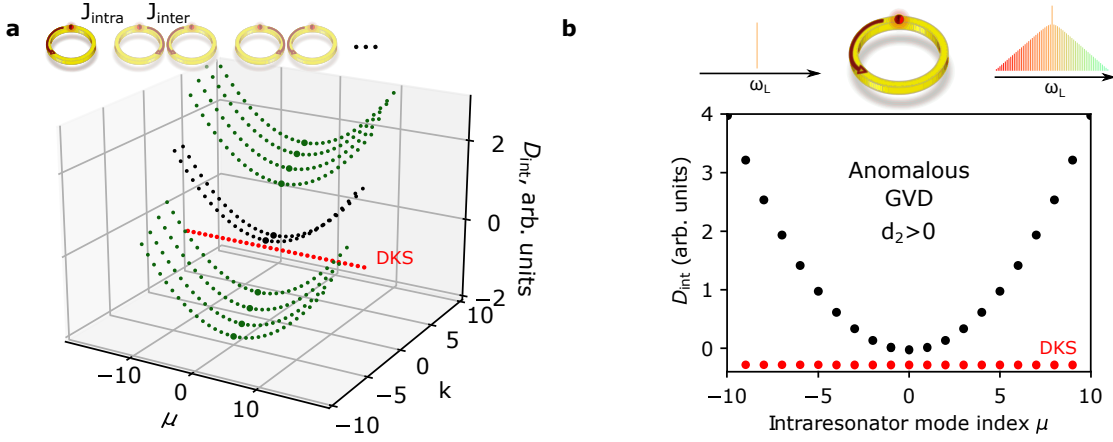 a
J_intra J_inter
...
2
0
−2
D_int, arb. units
DKS
−10
0
10
μ
−10
−5
0
5
10
k
b
ω_L
ω_L
4
3
2
1
0
D_int (arb. units)
Anomalous
GVD
d₂>0
DKS
−10 −5 0 5 10
Intraresonator mode index μ